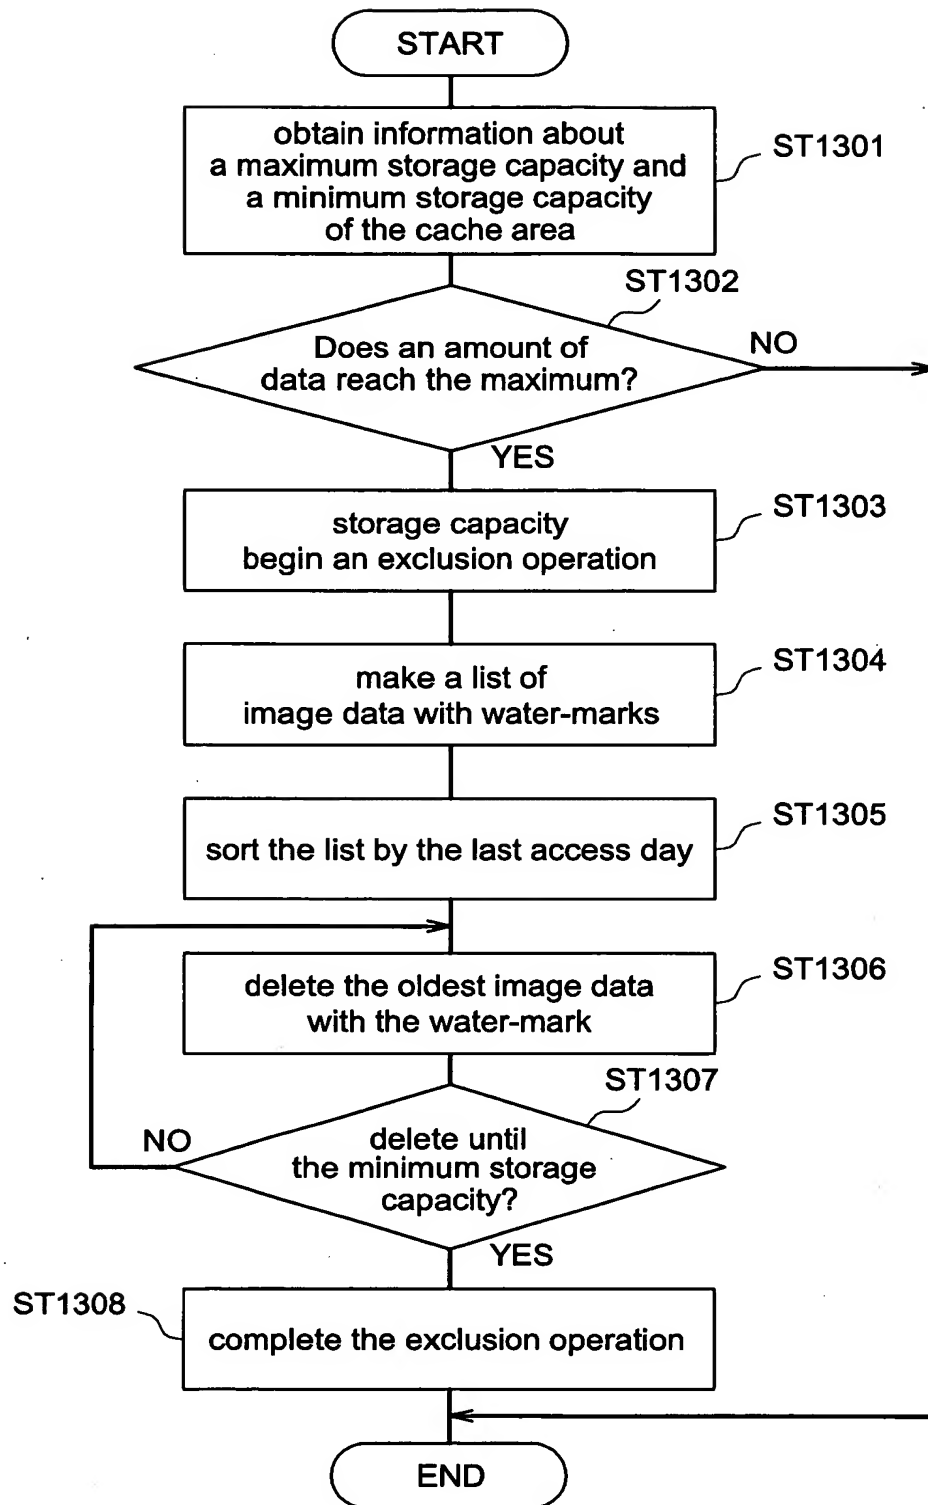 START
obtain information about
a maximum storage capacity and
a minimum storage capacity
of the cache area
ST1301
ST1302
Does an amount of
data reach the maximum?
NO
YES
storage capacity
begin an exclusion operation
ST1303
make a list of
image data with water-marks
ST1304
sort the list by the last access day
ST1305
delete the oldest image data
with the water-mark
ST1306
ST1307
delete until
the minimum storage
capacity?
NO
YES
ST1308
complete the exclusion operation
END